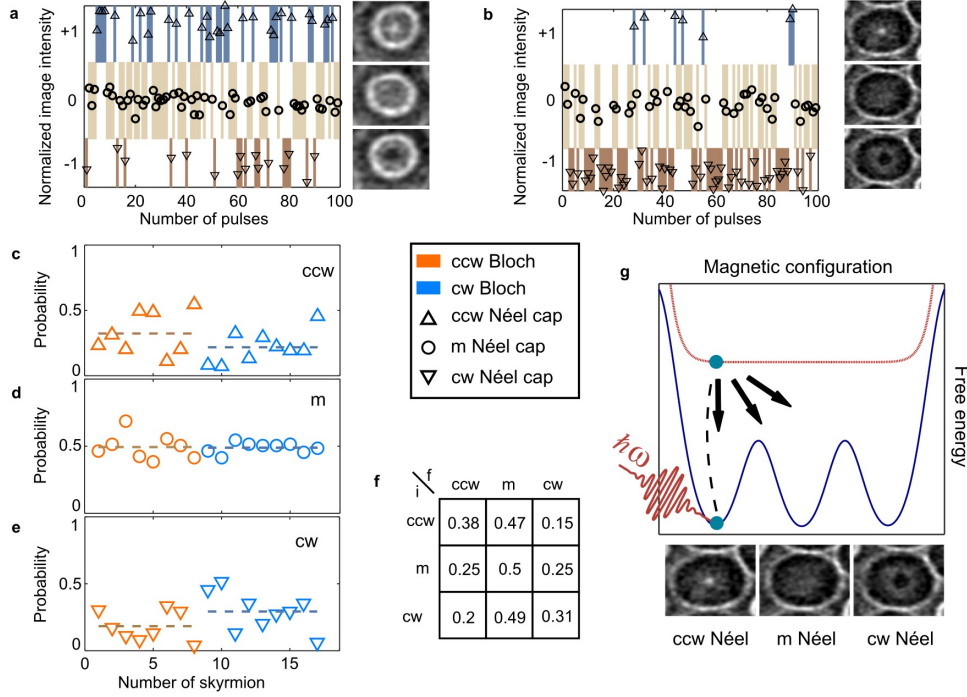 a
Normalized image intensity
+1
0
-1
0
20
40
60
80
100
Number of pulses
b
Normalized image intensity
+1
0
-1
0
20
40
60
80
100
Number of pulses
c
Probability
1
0.5
0
ccw
d
Probability
1
0.5
0
m
e
Probability
1
0.5
0
cw
0
5
10
15
Number of skyrmion
ccw Bloch
cw Bloch
ccw Néel cap
m Néel cap
cw Néel cap
f
i
f
ccw
m
cw
ccw
0.38
0.47
0.15
m
0.25
0.5
0.25
cw
0.2
0.49
0.31
g
Magnetic configuration
Free energy
ħω
ccw Néel
m Néel
cw Néel